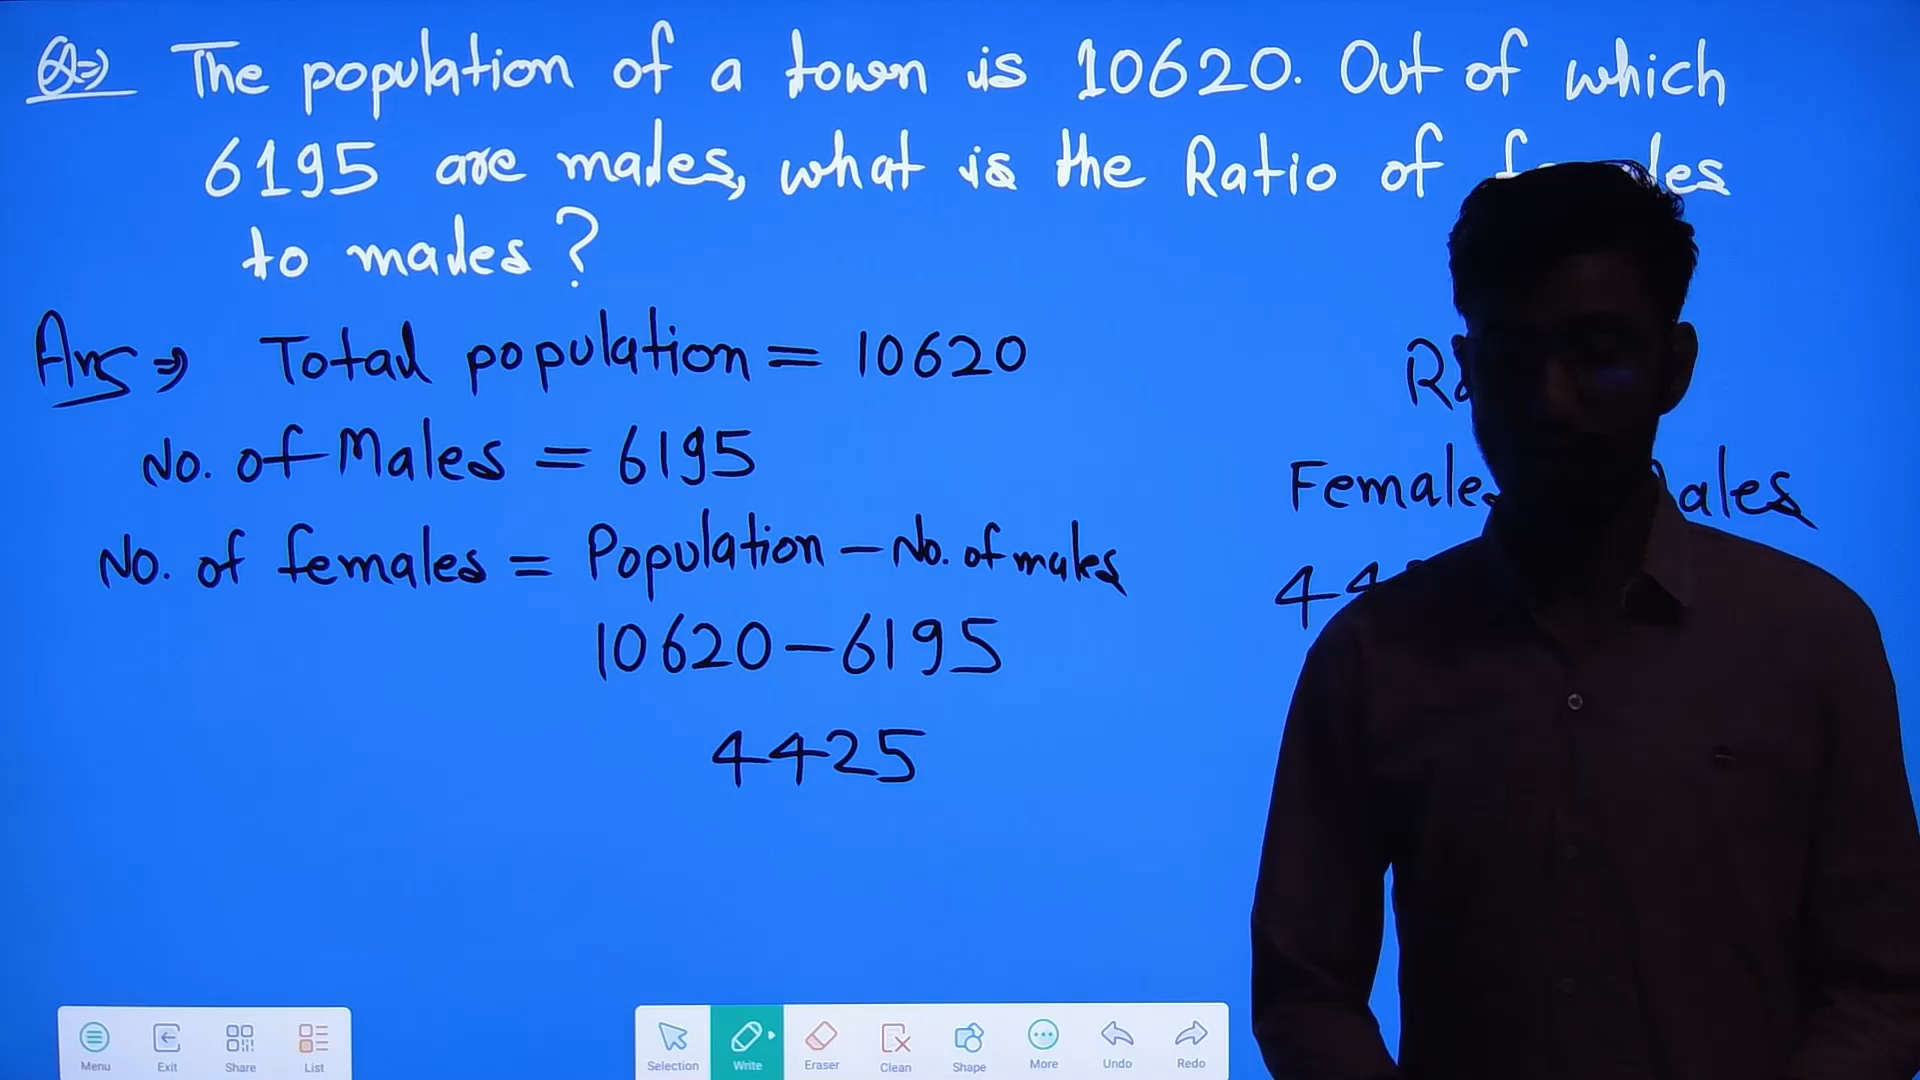 Q⇒ The population of a town is 10620. Out of which
6195 are males, what is the Ratio of
to males?
Ans ⇒ Total population = 10620
No. of Males = 6195
No. of females = Population - No. of males
10620 - 6195
4425
Menu Exit Share List
Selection Write Eraser Clean Shape More Undo Redo